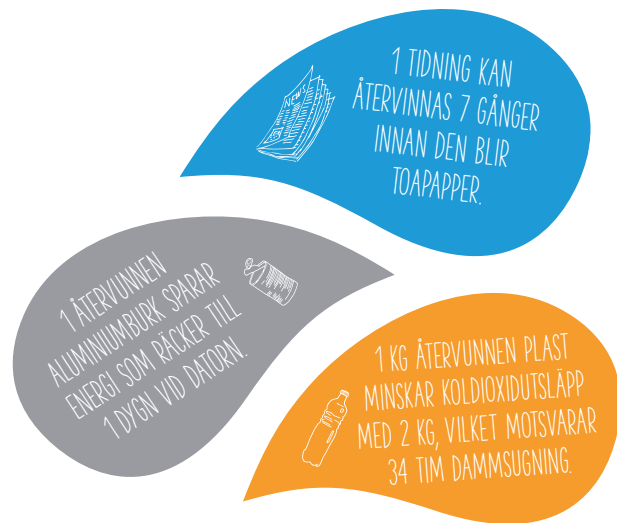 NEWS
1 TIDNING KAN
ÅTERVINNAS 7 GÅNGER
INNAN DEN BLIR
TOAPAPPER.
1 ÅTERVUNNEN
ALUMINIUMBURK SPARAR
ENERGI SOM RÄCKER TILL
1 DYGN VID DATORN.
1 KG ÅTERVUNNEN PLAST
MINSKAR KOLDIOXIDUTSLÄPP
MED 2 KG, VILKET MOTSVARAR
34 TIM DAMMSUGNING.